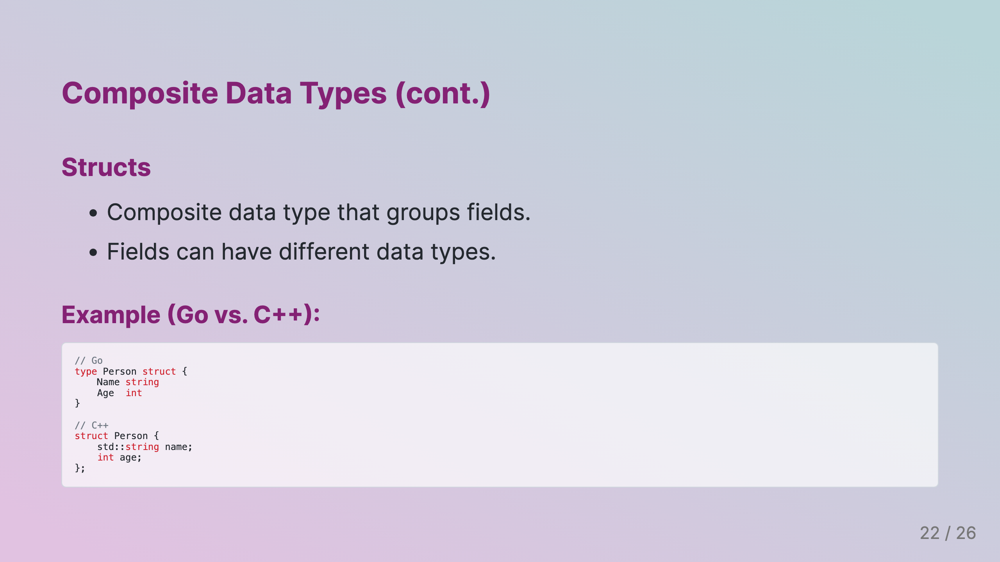 Composite Data Types (cont.)
Structs
• Composite data type that groups fields.
• Fields can have different data types.
Example (Go vs. C++):
// Go
type Person struct {
    Name string
    Age  int
}

// C++
struct Person {
    std::string name;
    int age;
};
22 / 26